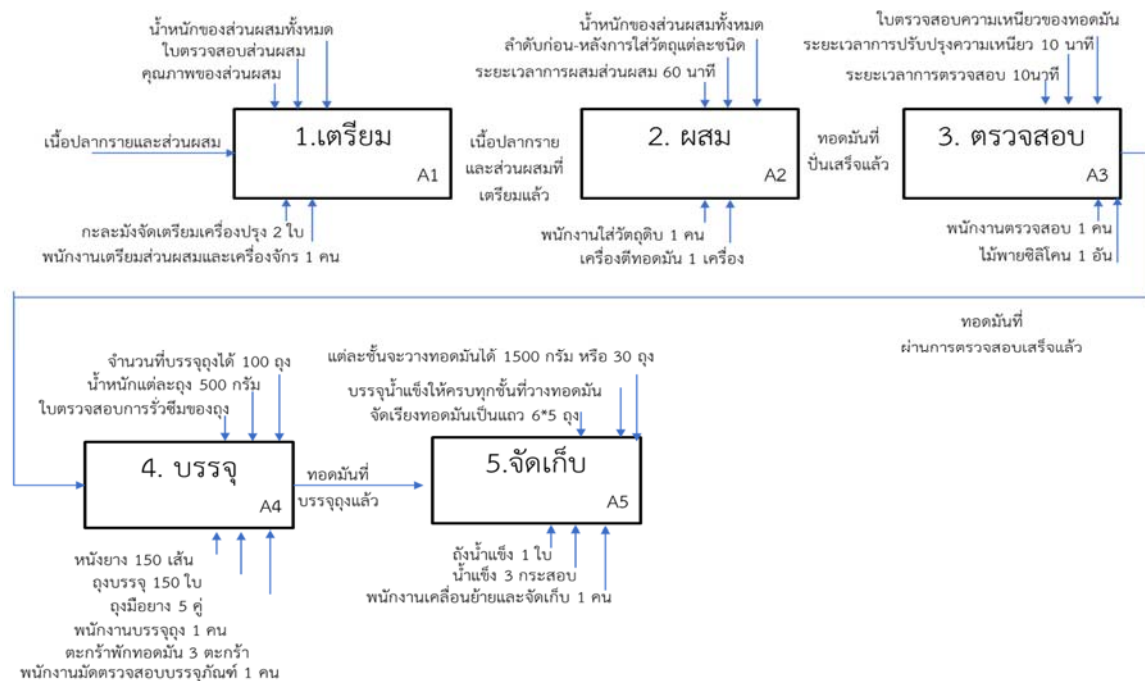 น้ำหนักของส่วนผสมทั้งหมด
ใบตรวจสอบส่วนผสม
คุณภาพของส่วนผสม
เนื้อปลากรายและส่วนผสม
1.เตรียม
A1
กะละมังจัดเตรียมเครื่องปรุง 2 ใบ
พนักงานเตรียมส่วนผสมและเครื่องจักร 1 คน
เนื้อปลากราย
และส่วนผสมที่
เตรียมแล้ว
น้ำหนักของส่วนผสมทั้งหมด
ลำดับก่อน-หลังการใส่วัตถุแต่ละชนิด
ระยะเวลาการผสมส่วนผสม 60 นาที
2. ผสม
A2
พนักงานใส่วัตถุดิบ 1 คน
เครื่องตีทอดมัน 1 เครื่อง
ทอดมันที่
ปั่นเสร็จแล้ว
ใบตรวจสอบความเหนียวของทอดมัน
ระยะเวลาการปรับปรุงความเหนียว 10 นาที
ระยะเวลาการตรวจสอบ 10นาที
3. ตรวจสอบ
A3
พนักงานตรวจสอบ 1 คน
ไม้พายซิลิโคน 1 อัน
ทอดมันที่
ผ่านการตรวจสอบเสร็จแล้ว
จำนวนที่บรรจุถุงได้ 100 ถุง
น้ำหนักแต่ละถุง 500 กรัม
ใบตรวจสอบการรั่วซึมของถุง
4. บรรจุ
A4
หนังยาง 150 เส้น
ถุงบรรจุ 150 ใบ
ถุงมือยาง 5 คู่
พนักงานบรรจุถุง 1 คน
ตะกร้าพักทอดมัน 3 ตะกร้า
พนักงานมัดตรวจสอบบรรจุภัณฑ์ 1 คน
ทอดมันที่
บรรจุถุงแล้ว
แต่ละชั้นจะวางทอดมันได้ 1500 กรัม หรือ 30 ถุง
บรรจุน้ำแข็งให้ครบทุกชั้นที่วางทอดมัน
จัดเรียงทอดมันเป็นแถว 6*5 ถุง
5.จัดเก็บ
A5
ถังน้ำแข็ง 1 ใบ
น้ำแข็ง 3 กระสอบ
พนักงานเคลื่อนย้ายและจัดเก็บ 1 คน